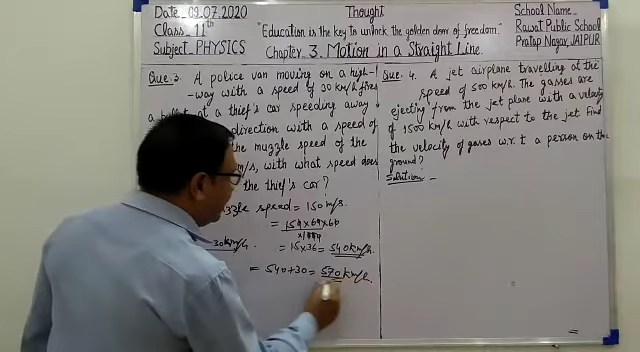 Date 09.07.2020
Class 11th
Subject PHYSICS
Thought
"Education is the key to unlock the golden door of freedom."
Chapter 3. Motion in a Straight Line.
School Name
Rawat Public School
Pratap Nagar, JAIPUR
Que. 3. A police van moving on a high-
-way with a speed of 30 km/h fires
a at a thief's car speeding away
direction with a speed of
the muzzle speed of the
m/s, with what speed does
the thief's car?
speed = 150 m/s.
= 15 × 36 = 540 km/h.
30 km/h.
= 540 + 30 = 570 km/h.
Que. 4. A jet airplane travelling at the
speed of 500 km/h. The gasses are
ejecting from the jet plane with a velocity
of 1500 km/h with respect to the jet. Find
the velocity of gases w.r.t a person on the
ground?
Solution: -